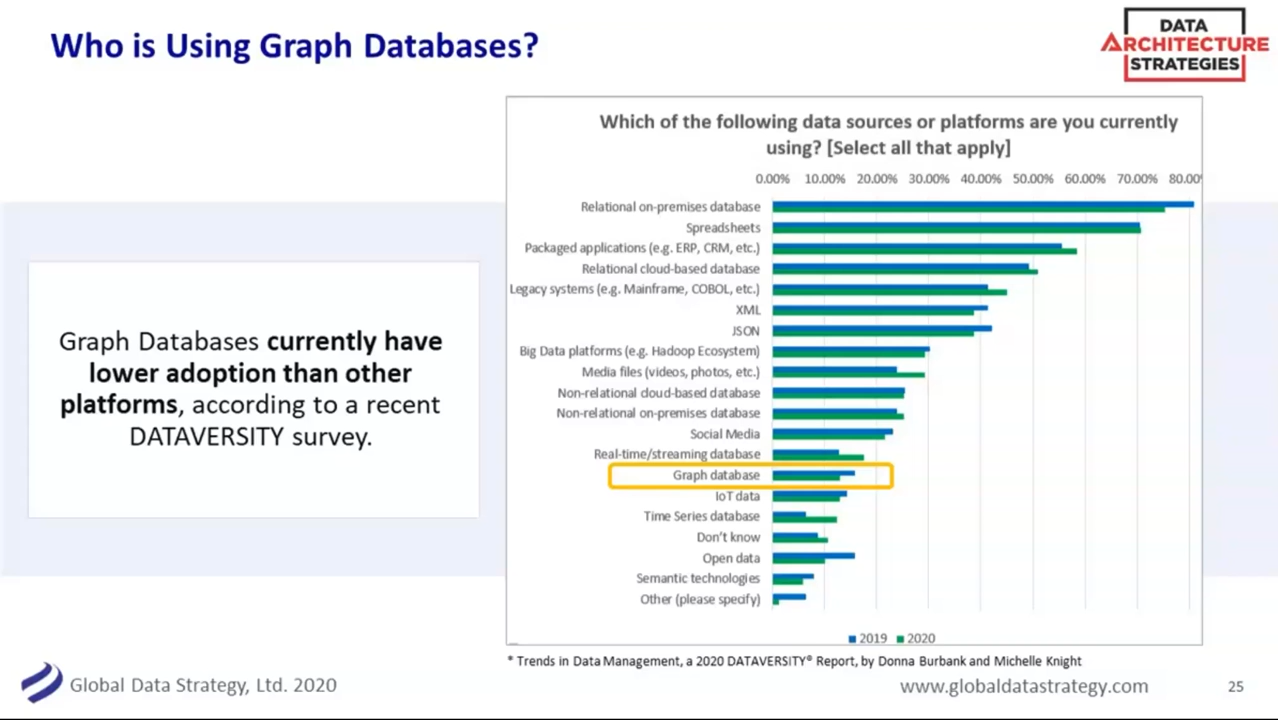 Who is Using Graph Databases?
DATA
ARCHITECTURE
STRATEGIES
Graph Databases currently have
lower adoption than other
platforms, according to a recent
DATAVERSITY survey.
Which of the following data sources or platforms are you currently
using? [Select all that apply]
0.00% 10.00% 20.00% 30.00% 40.00% 50.00% 60.00% 70.00% 80.00%
Relational on-premises database
Spreadsheets
Packaged applications (e.g. ERP, CRM, etc.)
Relational cloud-based database
Legacy systems (e.g. Mainframe, COBOL, etc.)
XML
JSON
Big Data platforms (e.g. Hadoop Ecosystem)
Media files (videos, photos, etc.)
Non-relational cloud-based database
Non-relational on-premises database
Social Media
Real-time/streaming database
Graph database
IoT data
Time Series database
Don't know
Open data
Semantic technologies
Other (please specify)
2019 2020
* Trends in Data Management, a 2020 DATAVERSITY® Report, by Donna Burbank and Michelle Knight
Global Data Strategy, Ltd. 2020
www.globaldatastrategy.com
25